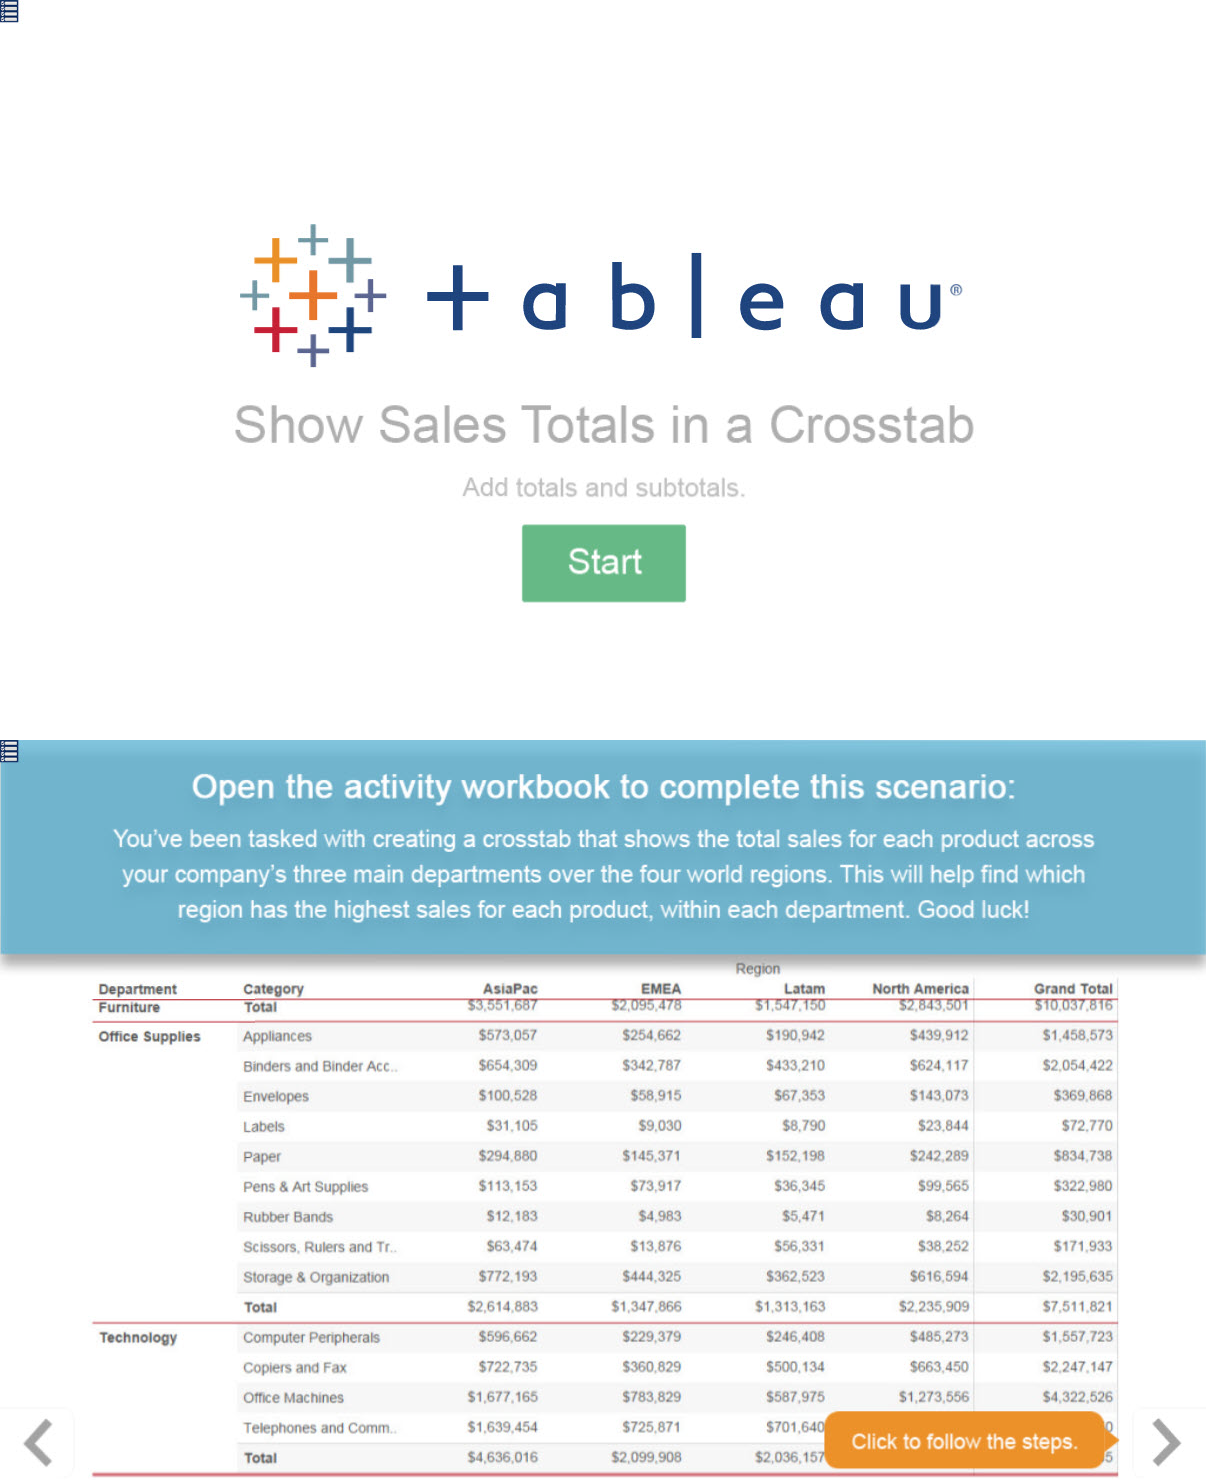 tableau®
Show Sales Totals in a Crosstab
Add totals and subtotals.
Start
Open the activity workbook to complete this scenario:
You've been tasked with creating a crosstab that shows the total sales for each product across
your company's three main departments over the four world regions. This will help find which
region has the highest sales for each product, within each department. Good luck!
Region
Department Category AsiaPac EMEA Latam North America Grand Total
Furniture Total $3,551,687 $2,095,478 $1,547,150 $2,843,501 $10,037,816
Office Supplies Appliances $573,057 $254,662 $190,942 $439,912 $1,458,573
Binders and Binder Acc.. $654,309 $342,787 $433,210 $624,117 $2,054,422
Envelopes $100,528 $58,915 $67,353 $143,073 $369,868
Labels $31,105 $9,030 $8,790 $23,844 $72,770
Paper $294,880 $145,371 $152,198 $242,289 $834,738
Pens & Art Supplies $113,153 $73,917 $36,345 $99,565 $322,980
Rubber Bands $12,183 $4,983 $5,471 $8,264 $30,901
Scissors, Rulers and Tr.. $63,474 $13,876 $56,331 $38,252 $171,933
Storage & Organization $772,193 $444,325 $362,523 $616,594 $2,195,635
Total $2,614,883 $1,347,866 $1,313,163 $2,235,909 $7,511,821
Technology Computer Peripherals $596,662 $229,379 $246,408 $485,273 $1,557,723
Copiers and Fax $722,735 $360,829 $500,134 $663,450 $2,247,147
Office Machines $1,677,165 $783,829 $587,975 $1,273,556 $4,322,526
Telephones and Comm.. $1,639,454 $725,871 $701,640
Click to follow the steps.
Total $4,636,016 $2,099,908 $2,036,157